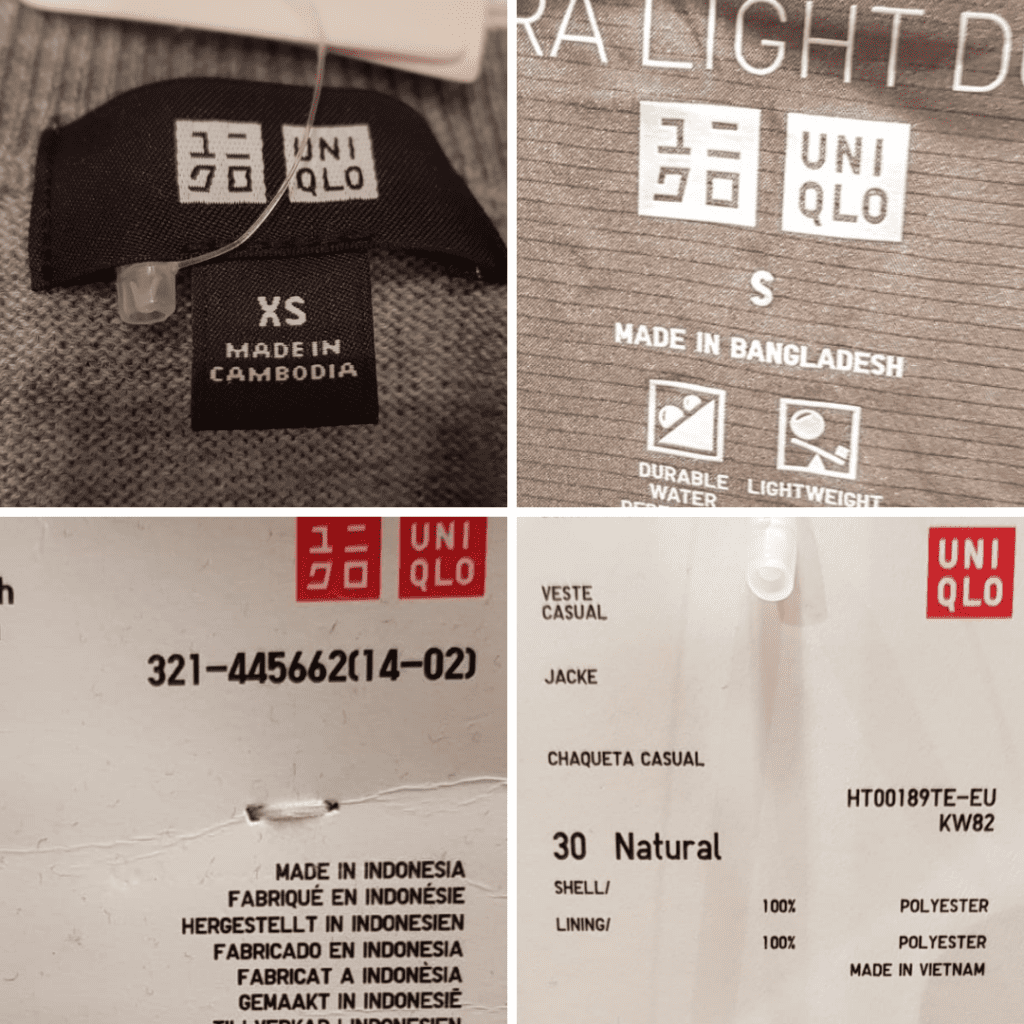 ユニ
クロ
UNI
QLO
XS
MADE IN
CAMBODIA
RA LIGHT D
ユニ
クロ
UNI
QLO
S
MADE IN BANGLADESH
DURABLE
WATER
LIGHTWEIGHT
h
ユニ
クロ
UNI
QLO
321-445662(14-02)
MADE IN INDONESIA
FABRIQUÉ EN INDONÉSIE
HERGESTELLT IN INDONESIEN
FABRICADO EN INDONESIA
FABRICAT A INDONÈSIA
GEMAAKT IN INDONESIË
TILLVERKAD I INDONESIEN
UNI
QLO
VESTE
CASUAL
JACKE
CHAQUETA CASUAL
HT00189TE-EU
KW82
30 Natural
SHELL/
100% POLYESTER
LINING/
100% POLYESTER
MADE IN VIETNAM